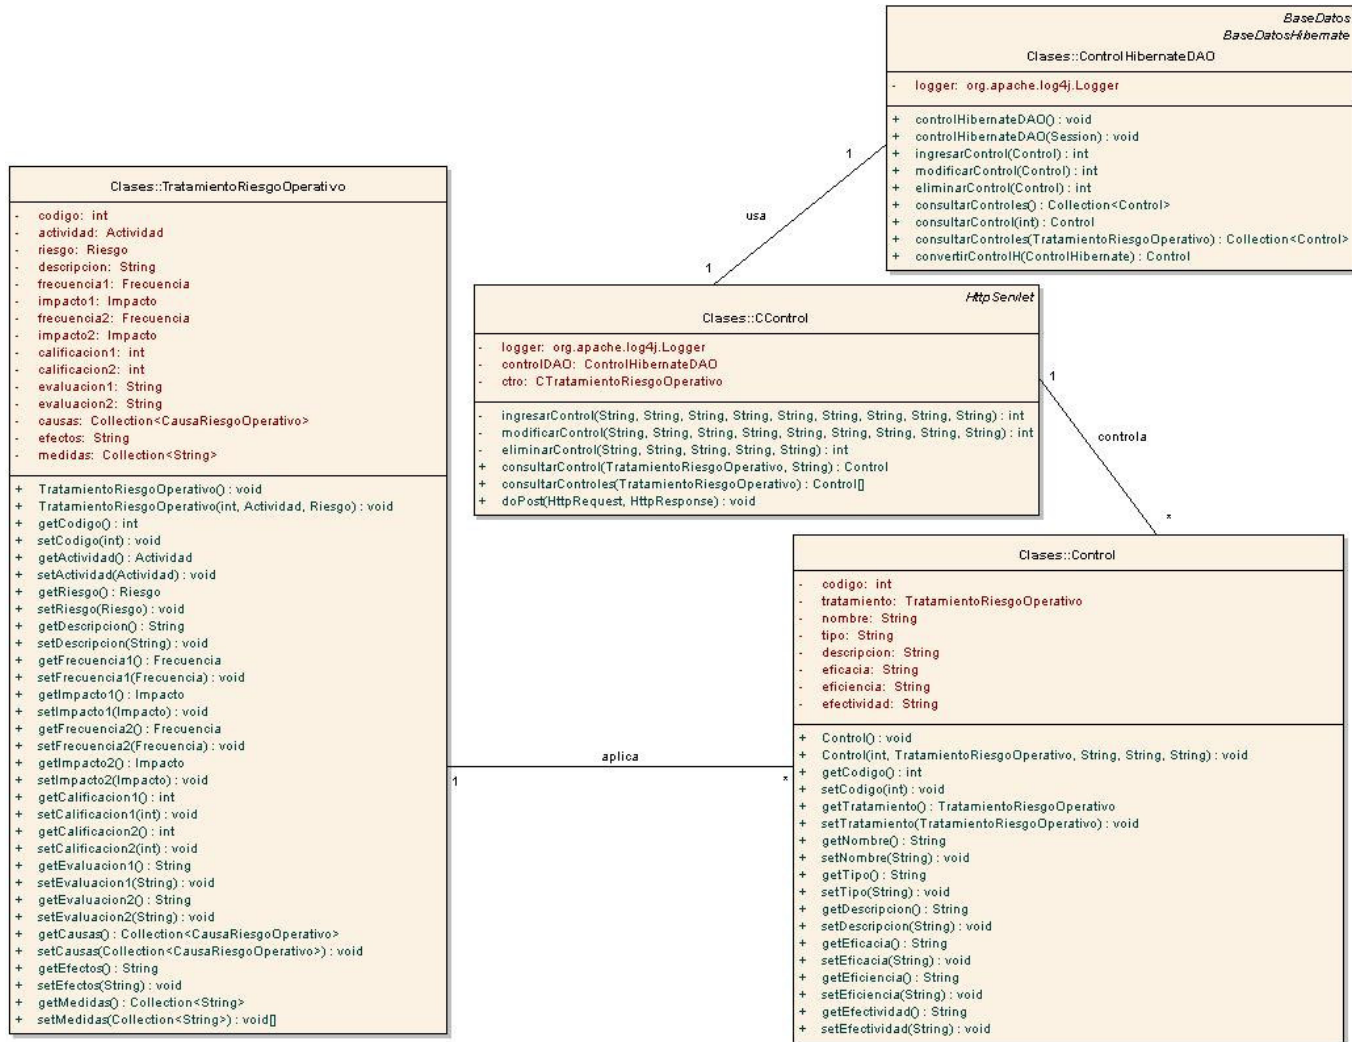 BaseDatos
BaseDatosHibernate
Clases::ControlHibernateDAO
- logger: org.apache.log4j.Logger
+ controlHibernateDAO() : void
+ controlHibernateDAO(Session) : void
+ ingresarControl(Control) : int
+ modificarControl(Control) : int
+ eliminarControl(Control) : int
+ consultarControles() : Collection<Control>
+ consultarControl(int) : Control
+ consultarControles(TratamientoRiesgoOperativo) : Collection<Control>
+ convertirControlH(ControlHibernate) : Control
1
usa
1
Clases::TratamientoRiesgoOperativo
- codigo: int
- actividad: Actividad
- riesgo: Riesgo
- descripcion: String
- frecuencia1: Frecuencia
- impacto1: Impacto
- frecuencia2: Frecuencia
- impacto2: Impacto
- calificacion1: int
- calificacion2: int
- evaluacion1: String
- evaluacion2: String
- causas: Collection<CausaRiesgoOperativo>
- efectos: String
- medidas: Collection<String>
+ TratamientoRiesgoOperativo() : void
+ TratamientoRiesgoOperativo(int, Actividad, Riesgo) : void
+ getCodigo() : int
+ setCodigo(int) : void
+ getActividad() : Actividad
+ setActividad(Actividad) : void
+ getRiesgo() : Riesgo
+ setRiesgo(Riesgo) : void
+ getDescripcion() : String
+ setDescripcion(String) : void
+ getFrecuencia1() : Frecuencia
+ setFrecuencia1(Frecuencia) : void
+ getImpacto1() : Impacto
+ setImpacto1(Impacto) : void
+ getFrecuencia2() : Frecuencia
+ setFrecuencia2(Frecuencia) : void
+ getImpacto2() : Impacto
+ setImpacto2(Impacto) : void
+ getCalificacion1() : int
+ setCalificacion1(int) : void
+ getCalificacion2() : int
+ setCalificacion2(int) : void
+ getEvaluacion1() : String
+ setEvaluacion1(String) : void
+ getEvaluacion2() : String
+ setEvaluacion2(String) : void
+ getCausas() : Collection<CausaRiesgoOperativo>
+ setCausas(Collection<CausaRiesgoOperativo>) : void
+ getEfectos() : String
+ setEfectos(String) : void
+ getMedidas() : Collection<String>
+ setMedidas(Collection<String>) : void[]
HttpServlet
Clases::CControl
- logger: org.apache.log4j.Logger
- controlDAO: ControlHibernateDAO
- ctro: CTratamientoRiesgoOperativo
- ingresarControl(String, String, String, String, String, String, String, String, String) : int
- modificarControl(String, String, String, String, String, String, String, String, String) : int
- eliminarControl(String, String, String, String, String) : int
+ consultarControl(TratamientoRiesgoOperativo, String) : Control
+ consultarControles(TratamientoRiesgoOperativo) : Control[]
+ doPost(HttpRequest, HttpResponse) : void
1
controla
*
aplica
1
*
Clases::Control
- codigo: int
- tratamiento: TratamientoRiesgoOperativo
- nombre: String
- tipo: String
- descripcion: String
- eficacia: String
- eficiencia: String
- efectividad: String
+ Control() : void
+ Control(int, TratamientoRiesgoOperativo, String, String, String) : void
+ getCodigo() : int
+ setCodigo(int) : void
+ getTratamiento() : TratamientoRiesgoOperativo
+ setTratamiento(TratamientoRiesgoOperativo) : void
+ getNombre() : String
+ setNombre(String) : void
+ getTipo() : String
+ setTipo(String) : void
+ getDescripcion() : String
+ setDescripcion(String) : void
+ getEficacia() : String
+ setEficacia(String) : void
+ getEficiencia() : String
+ setEficiencia(String) : void
+ getEfectividad() : String
+ setEfectividad(String) : void